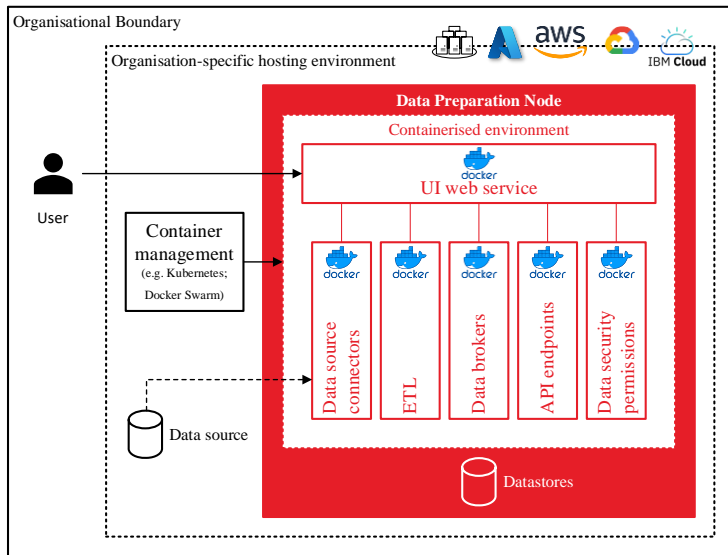 Organisational Boundary
aws
IBM Cloud
Organisation-specific hosting environment
Data Preparation Node
Containerised environment
docker
UI web service
User
Container
management
(e.g. Kubernetes;
Docker Swarm)
docker
docker
docker
docker
docker
Data source
connectors
ETL
Data brokers
API endpoints
Data security
permissions
Data source
Datastores